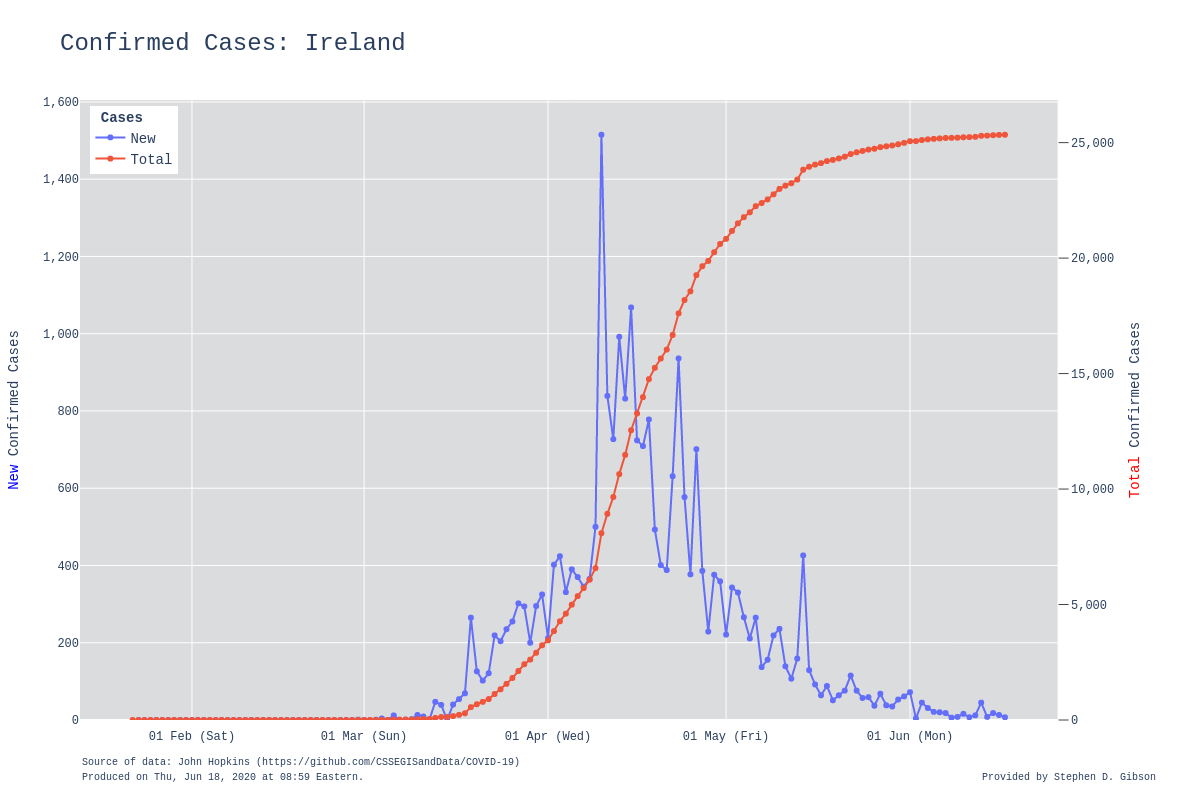 Confirmed Cases: Ireland
Cases
New
Total
1,600
1,400
1,200
1,000
800
600
400
200
0
New Confirmed Cases
25,000
20,000
15,000
10,000
5,000
0
Total Confirmed Cases
01 Feb (Sat) 01 Mar (Sun) 01 Apr (Wed) 01 May (Fri) 01 Jun (Mon)
Source of data: John Hopkins (https://github.com/CSSEGISandData/COVID-19)
Produced on Thu, Jun 18, 2020 at 08:59 Eastern.
Provided by Stephen D. Gibson